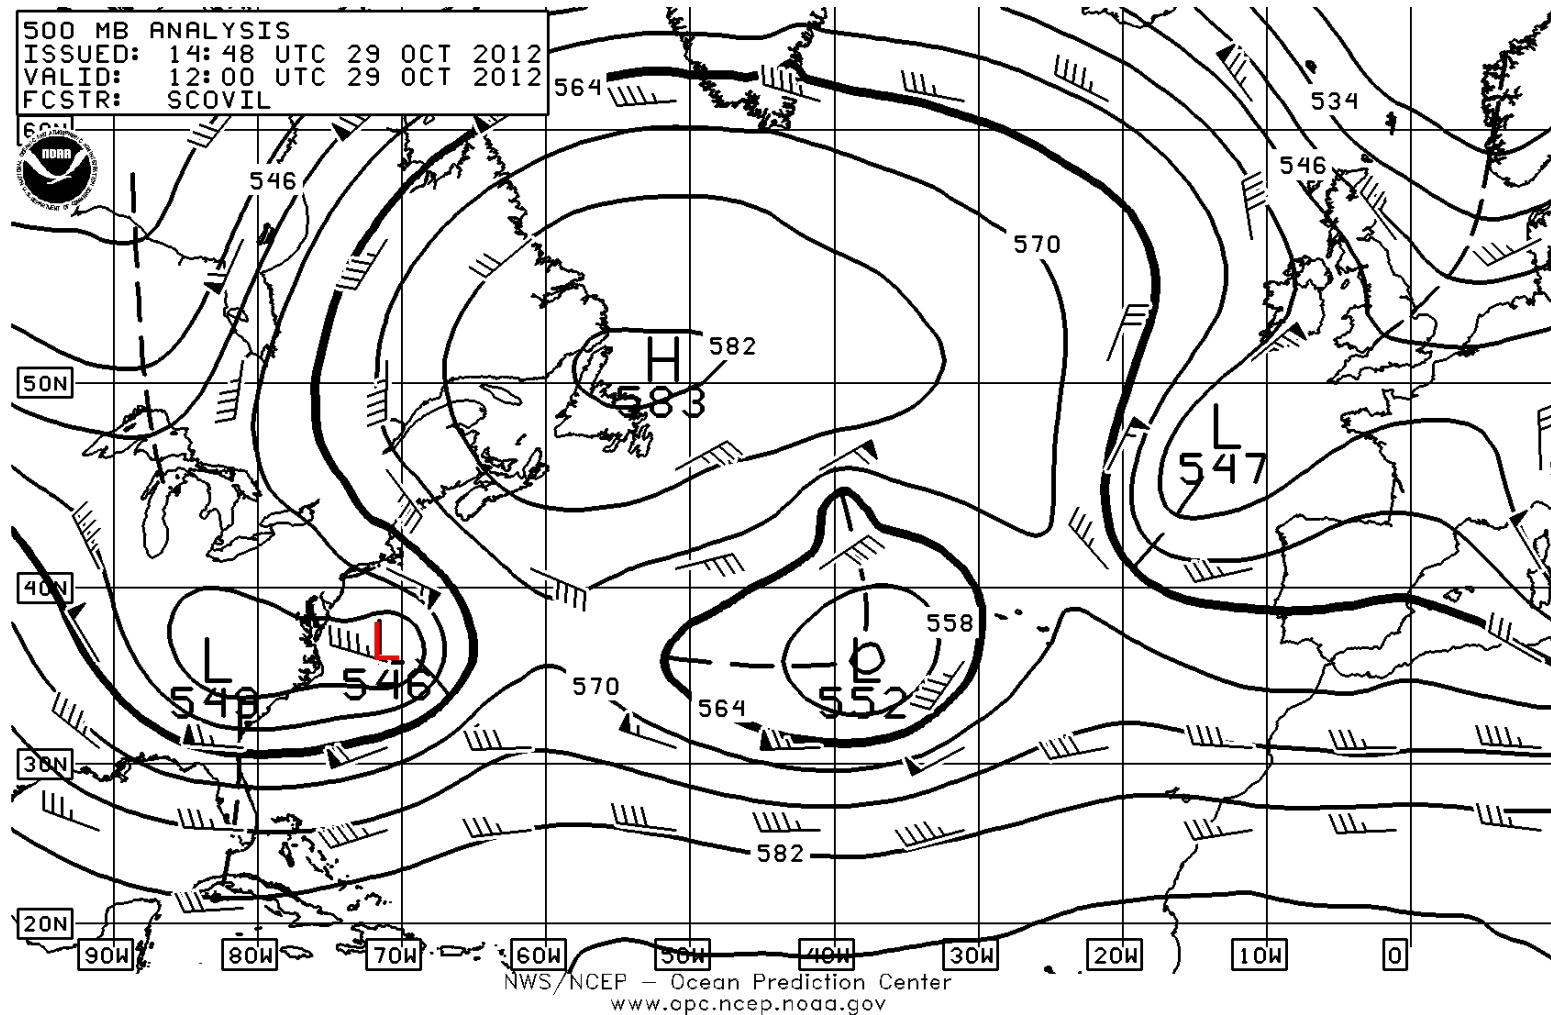 500 MB ANALYSIS
ISSUED: 14:48 UTC 29 OCT 2012
VALID: 12:00 UTC 29 OCT 2012
FCSTR: SCOVIL
564
534
60N
NOAA
546
546
570
H
582
583
50N
L
547
40N
558
L
L
L
546
552
570
564
30N
582
20N
90W
80W
70W
60W
50W
40W
30W
20W
10W
0
NWS/NCEP – Ocean Prediction Center
www.opc.ncep.noaa.gov